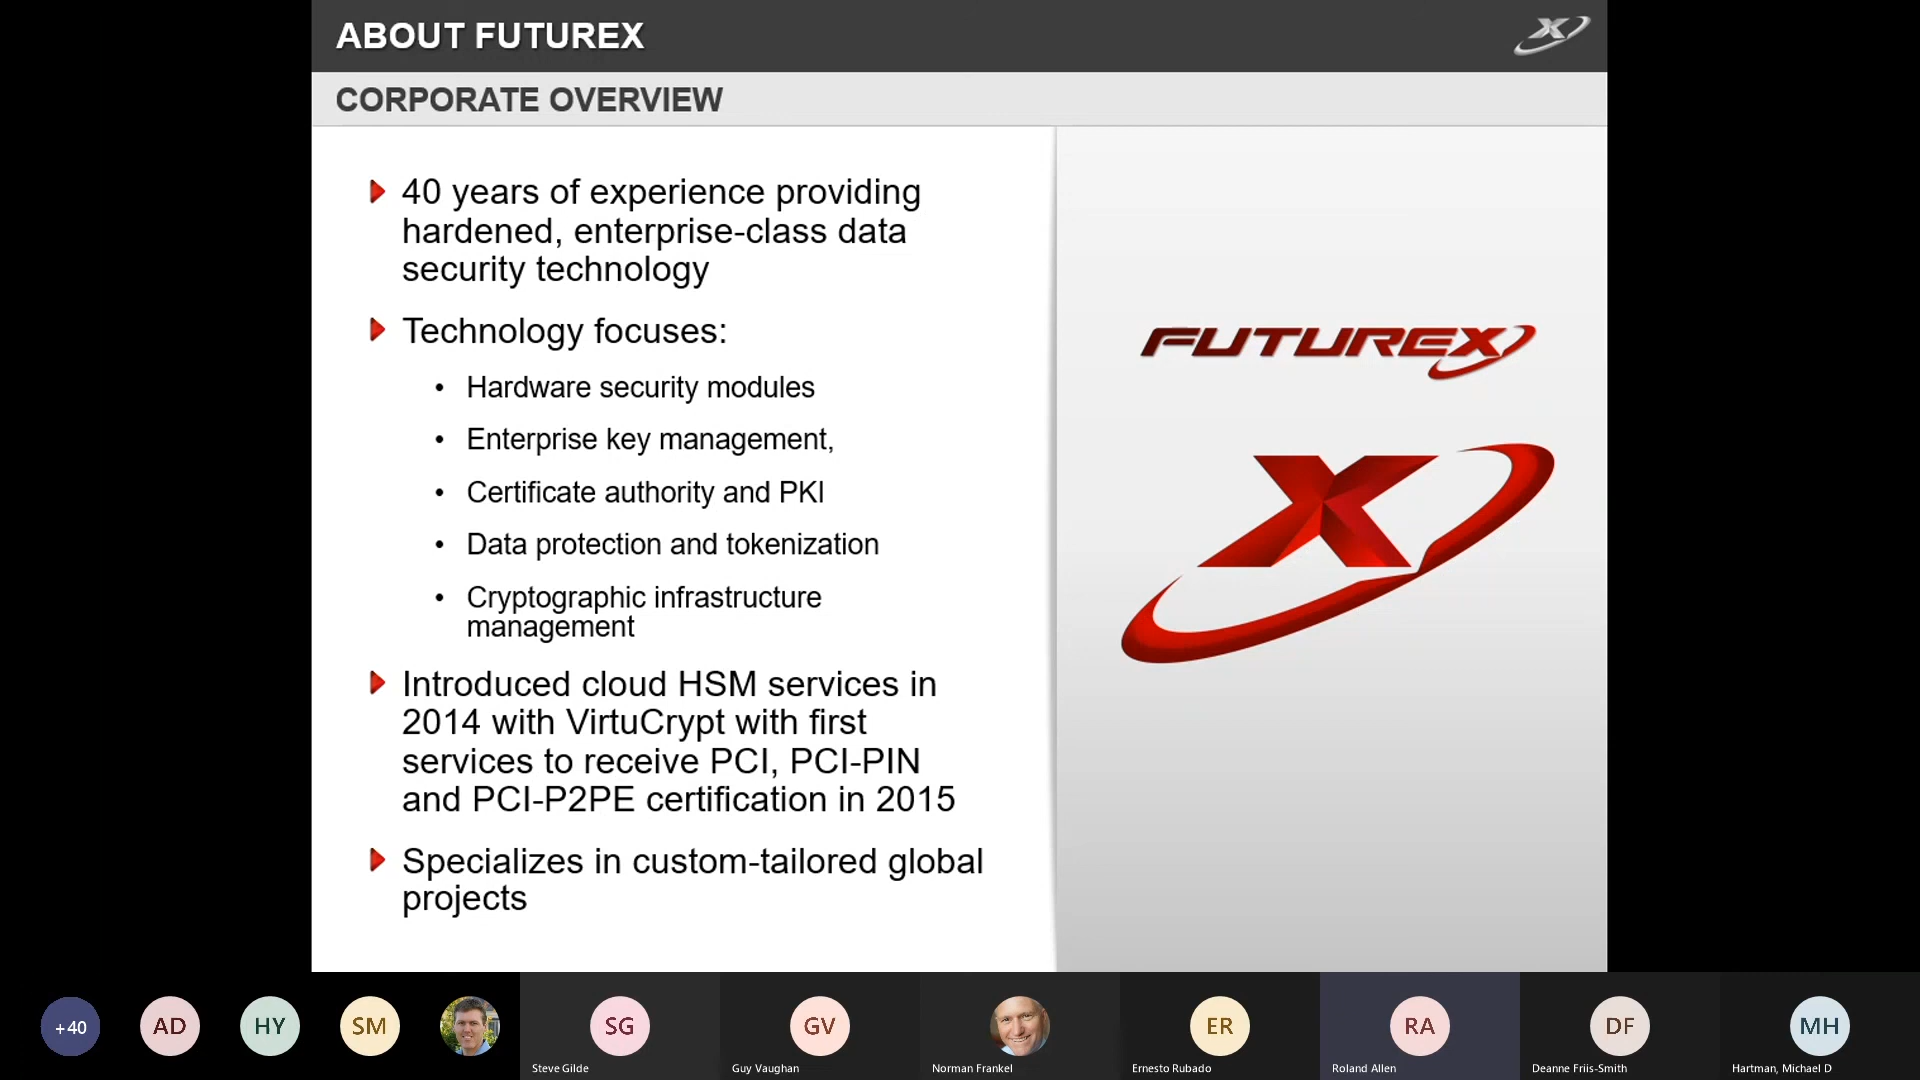 ABOUT FUTUREX
CORPORATE OVERVIEW
40 years of experience providing
hardened, enterprise-class data
security technology
Technology focuses:
• Hardware security modules
• Enterprise key management,
• Certificate authority and PKI
• Data protection and tokenization
• Cryptographic infrastructure
management
Introduced cloud HSM services in
2014 with VirtuCrypt with first
services to receive PCI, PCI-PIN
and PCI-P2PE certification in 2015
Specializes in custom-tailored global
projects
FUTUREX
X
+40
AD
HY
SM
SG
Steve Gilde
GV
Guy Vaughan
Norman Frankel
ER
Ernesto Rubado
RA
Roland Allen
DF
Deanne Friis-Smith
MH
Hartman, Michael D